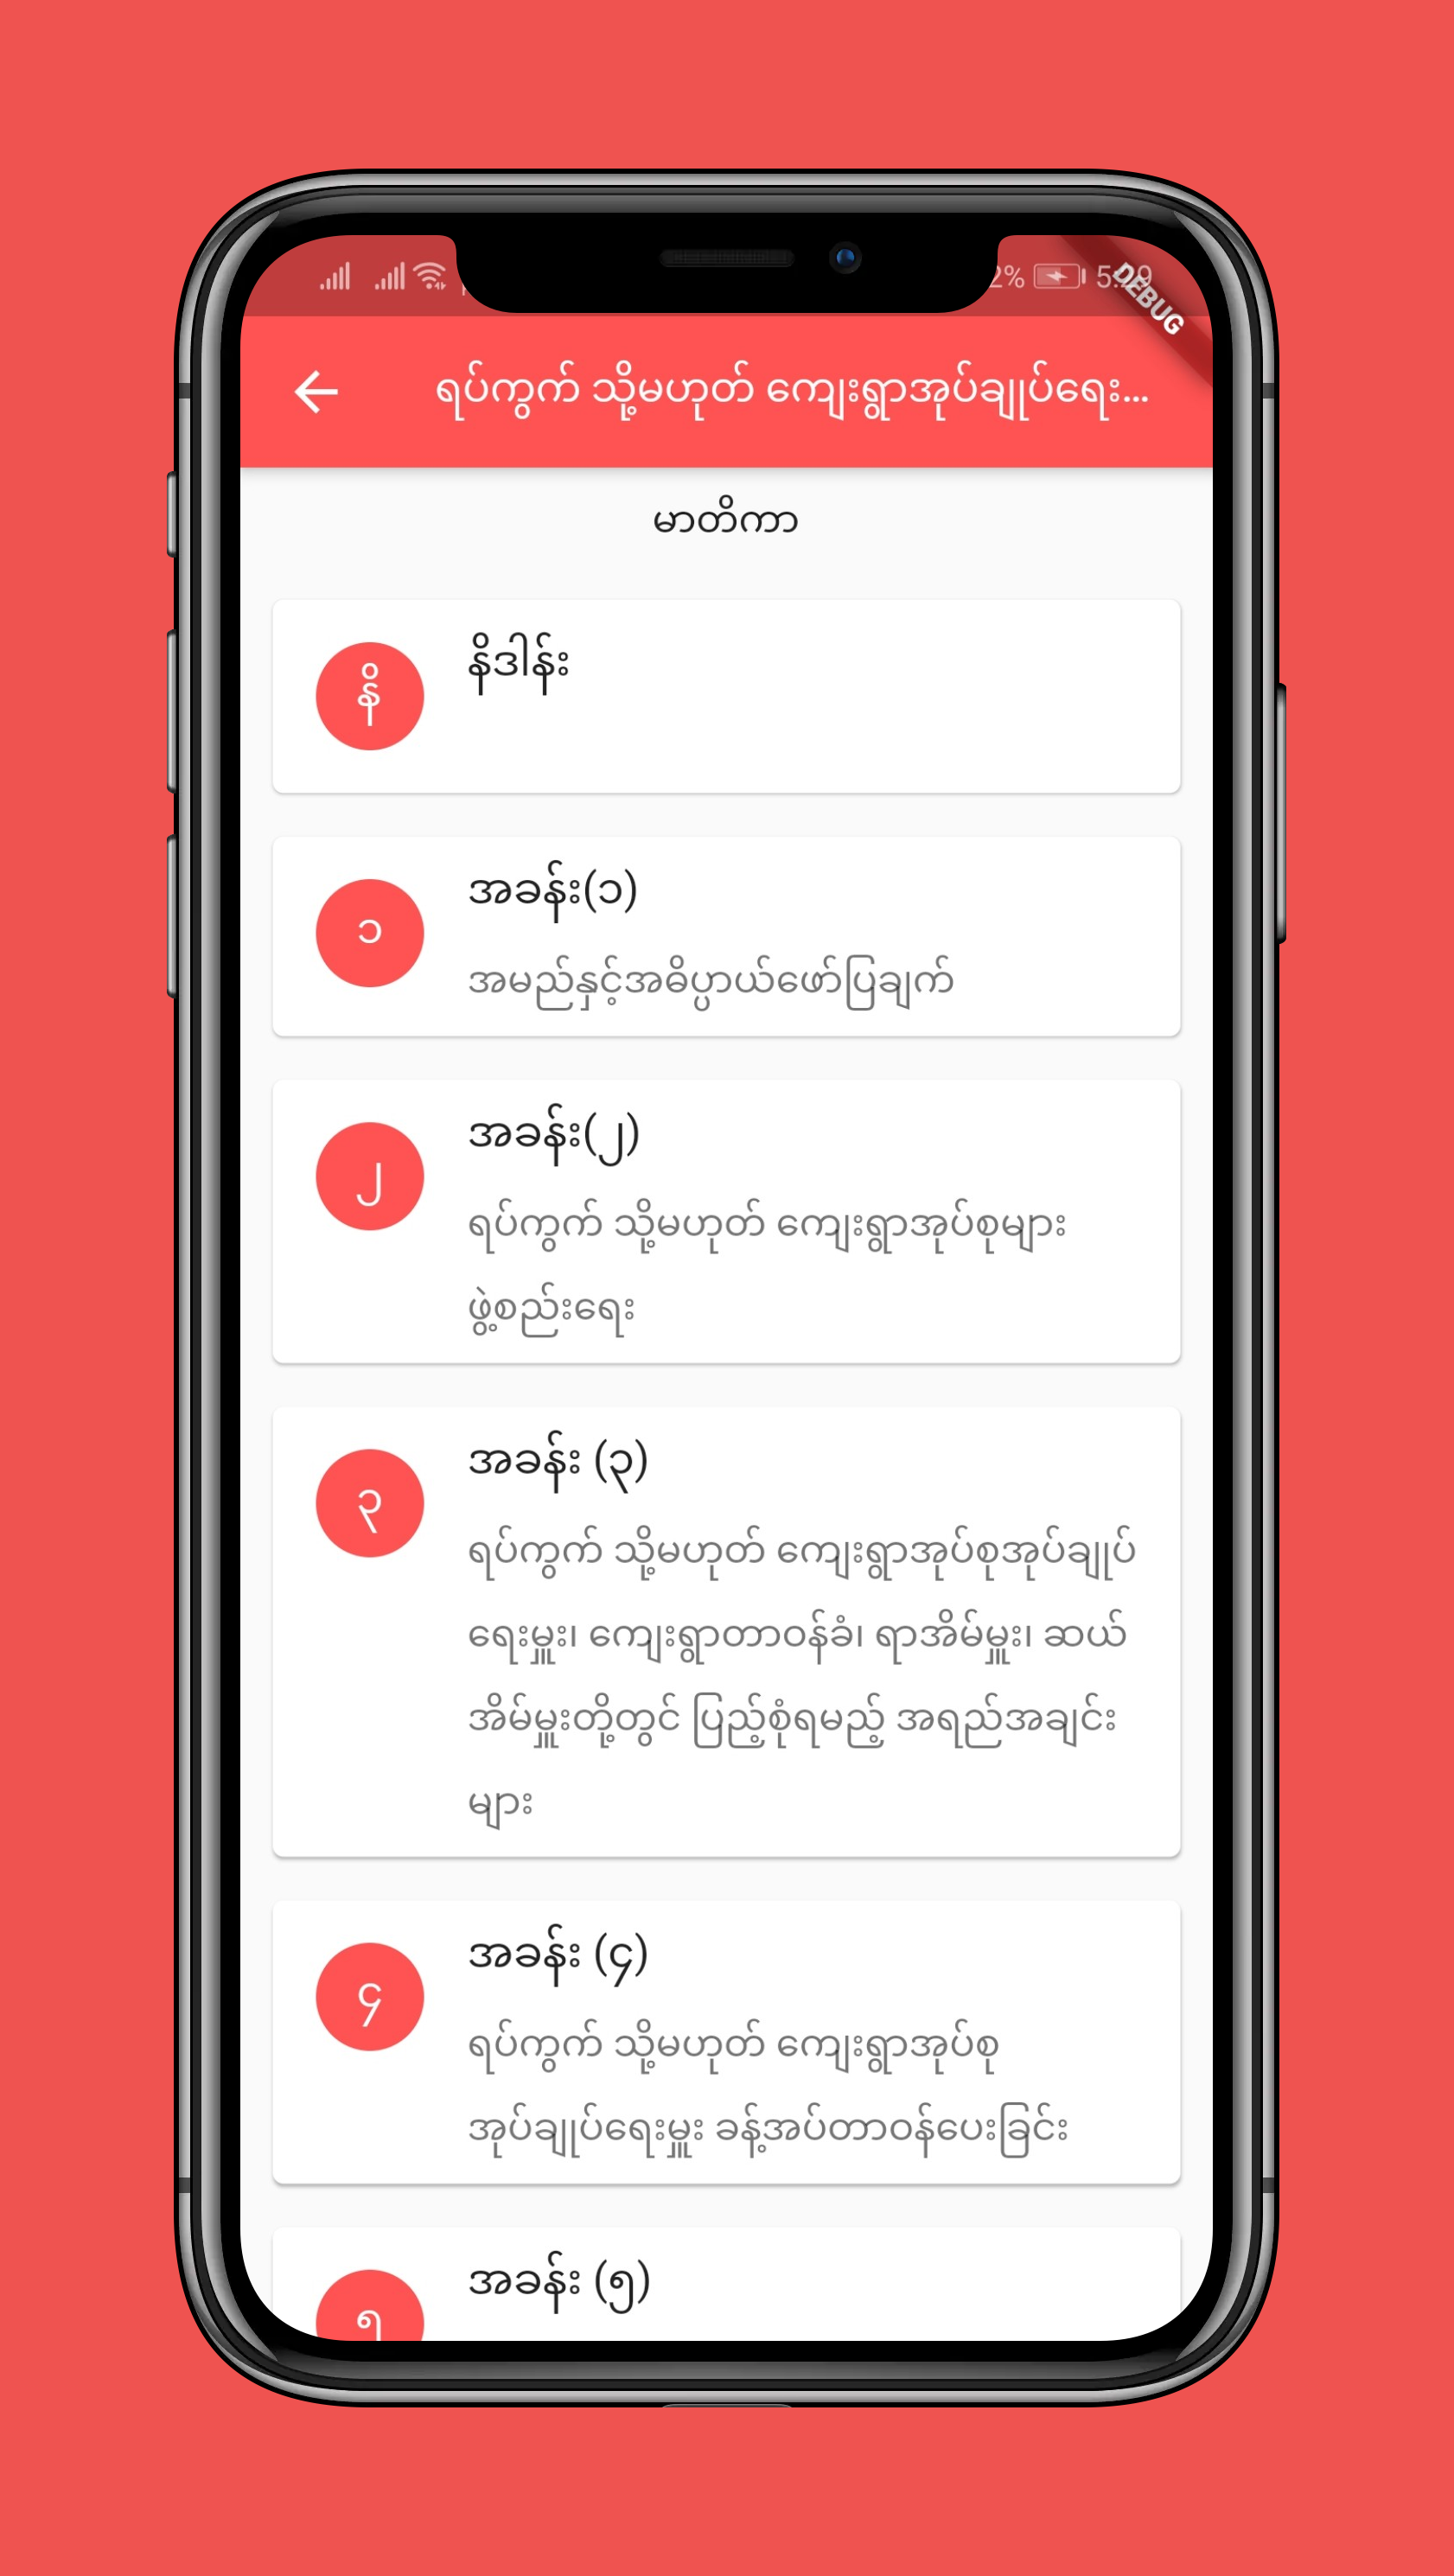 2%
DEBUG
ရပ်ကွက် သို့မဟုတ် ကျေးရွာအုပ်ချုပ်ရေး...
မာတိကာ
နိ
နိဒါန်း
၁
အခန်း(၁)
အမည်နှင့်အဓိပ္ပာယ်ဖော်ပြချက်
၂
အခန်း(၂)
ရပ်ကွက် သို့မဟုတ် ကျေးရွာအုပ်စုများ
ဖွဲ့စည်းရေး
၃
အခန်း (၃)
ရပ်ကွက် သို့မဟုတ် ကျေးရွာအုပ်စုအုပ်ချုပ်
ရေးမှူး၊ ကျေးရွာတာဝန်ခံ၊ ရာအိမ်မှူး၊ ဆယ်
အိမ်မှူးတို့တွင် ပြည့်စုံရမည့် အရည်အချင်း
များ
၄
အခန်း (၄)
ရပ်ကွက် သို့မဟုတ် ကျေးရွာအုပ်စု
အုပ်ချုပ်ရေးမှူး ခန့်အပ်တာဝန်ပေးခြင်း
၅
အခန်း (၅)